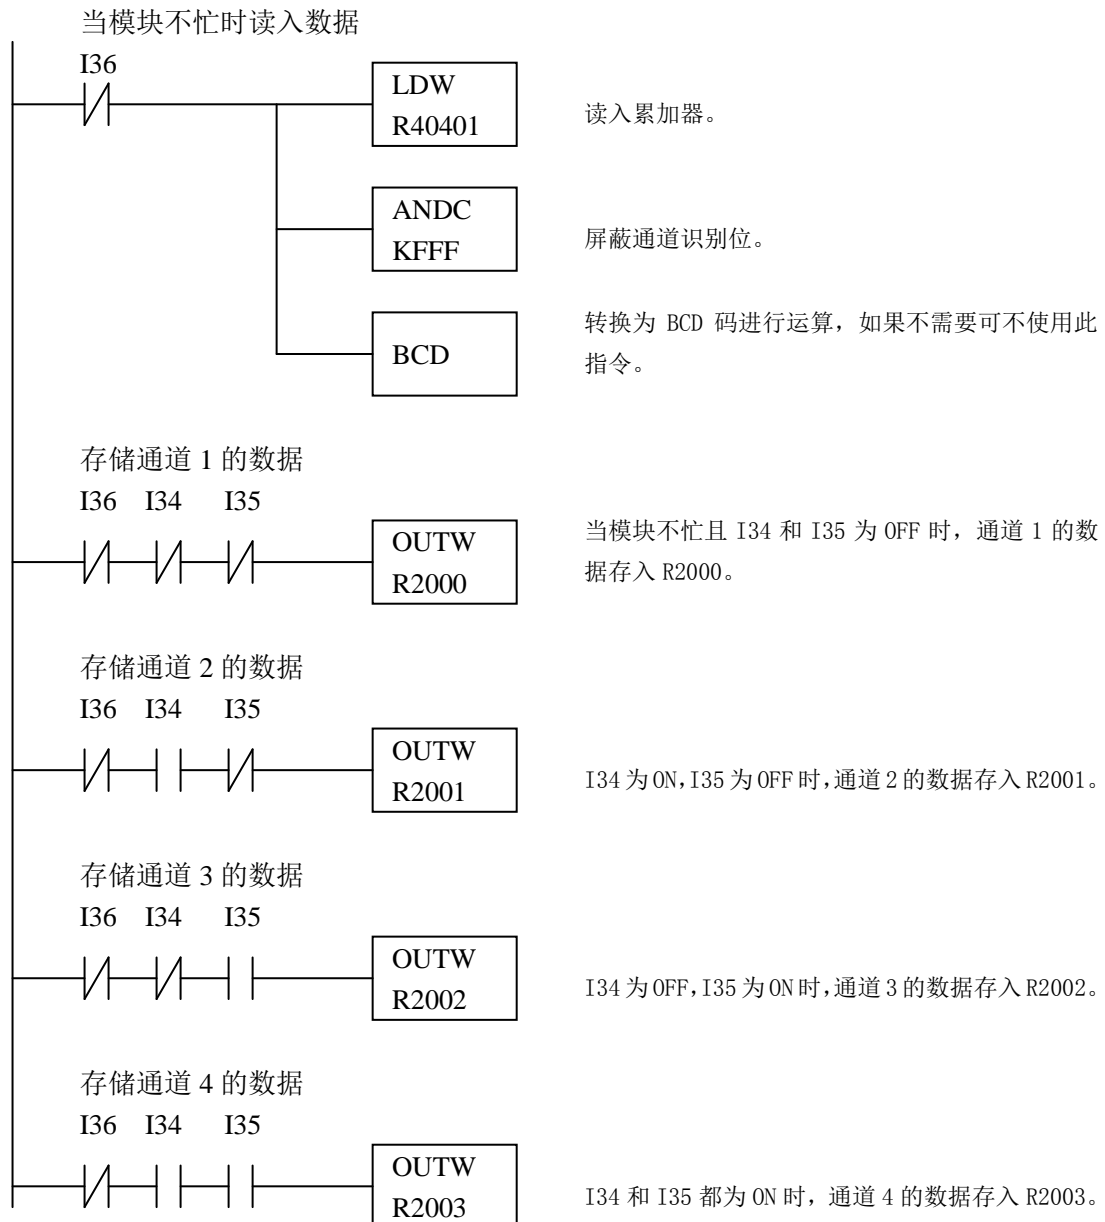 当模块不忙时读入数据
I36
LDW
R40401
读入累加器。
ANDC
KFFF
屏蔽通道识别位。
BCD
转换为 BCD 码进行运算，如果不需要可不使用此
指令。
存储通道 1 的数据
I36 I34 I35
OUTW
R2000
当模块不忙且 I34 和 I35 为 OFF 时，通道 1 的数
据存入 R2000。
存储通道 2 的数据
I36 I34 I35
OUTW
R2001
I34 为 ON,I35 为 OFF 时,通道 2 的数据存入 R2001。
存储通道 3 的数据
I36 I34 I35
OUTW
R2002
I34 为 OFF,I35 为 ON 时,通道 3 的数据存入 R2002。
存储通道 4 的数据
I36 I34 I35
OUTW
R2003
I34 和 I35 都为 ON 时，通道 4 的数据存入 R2003。